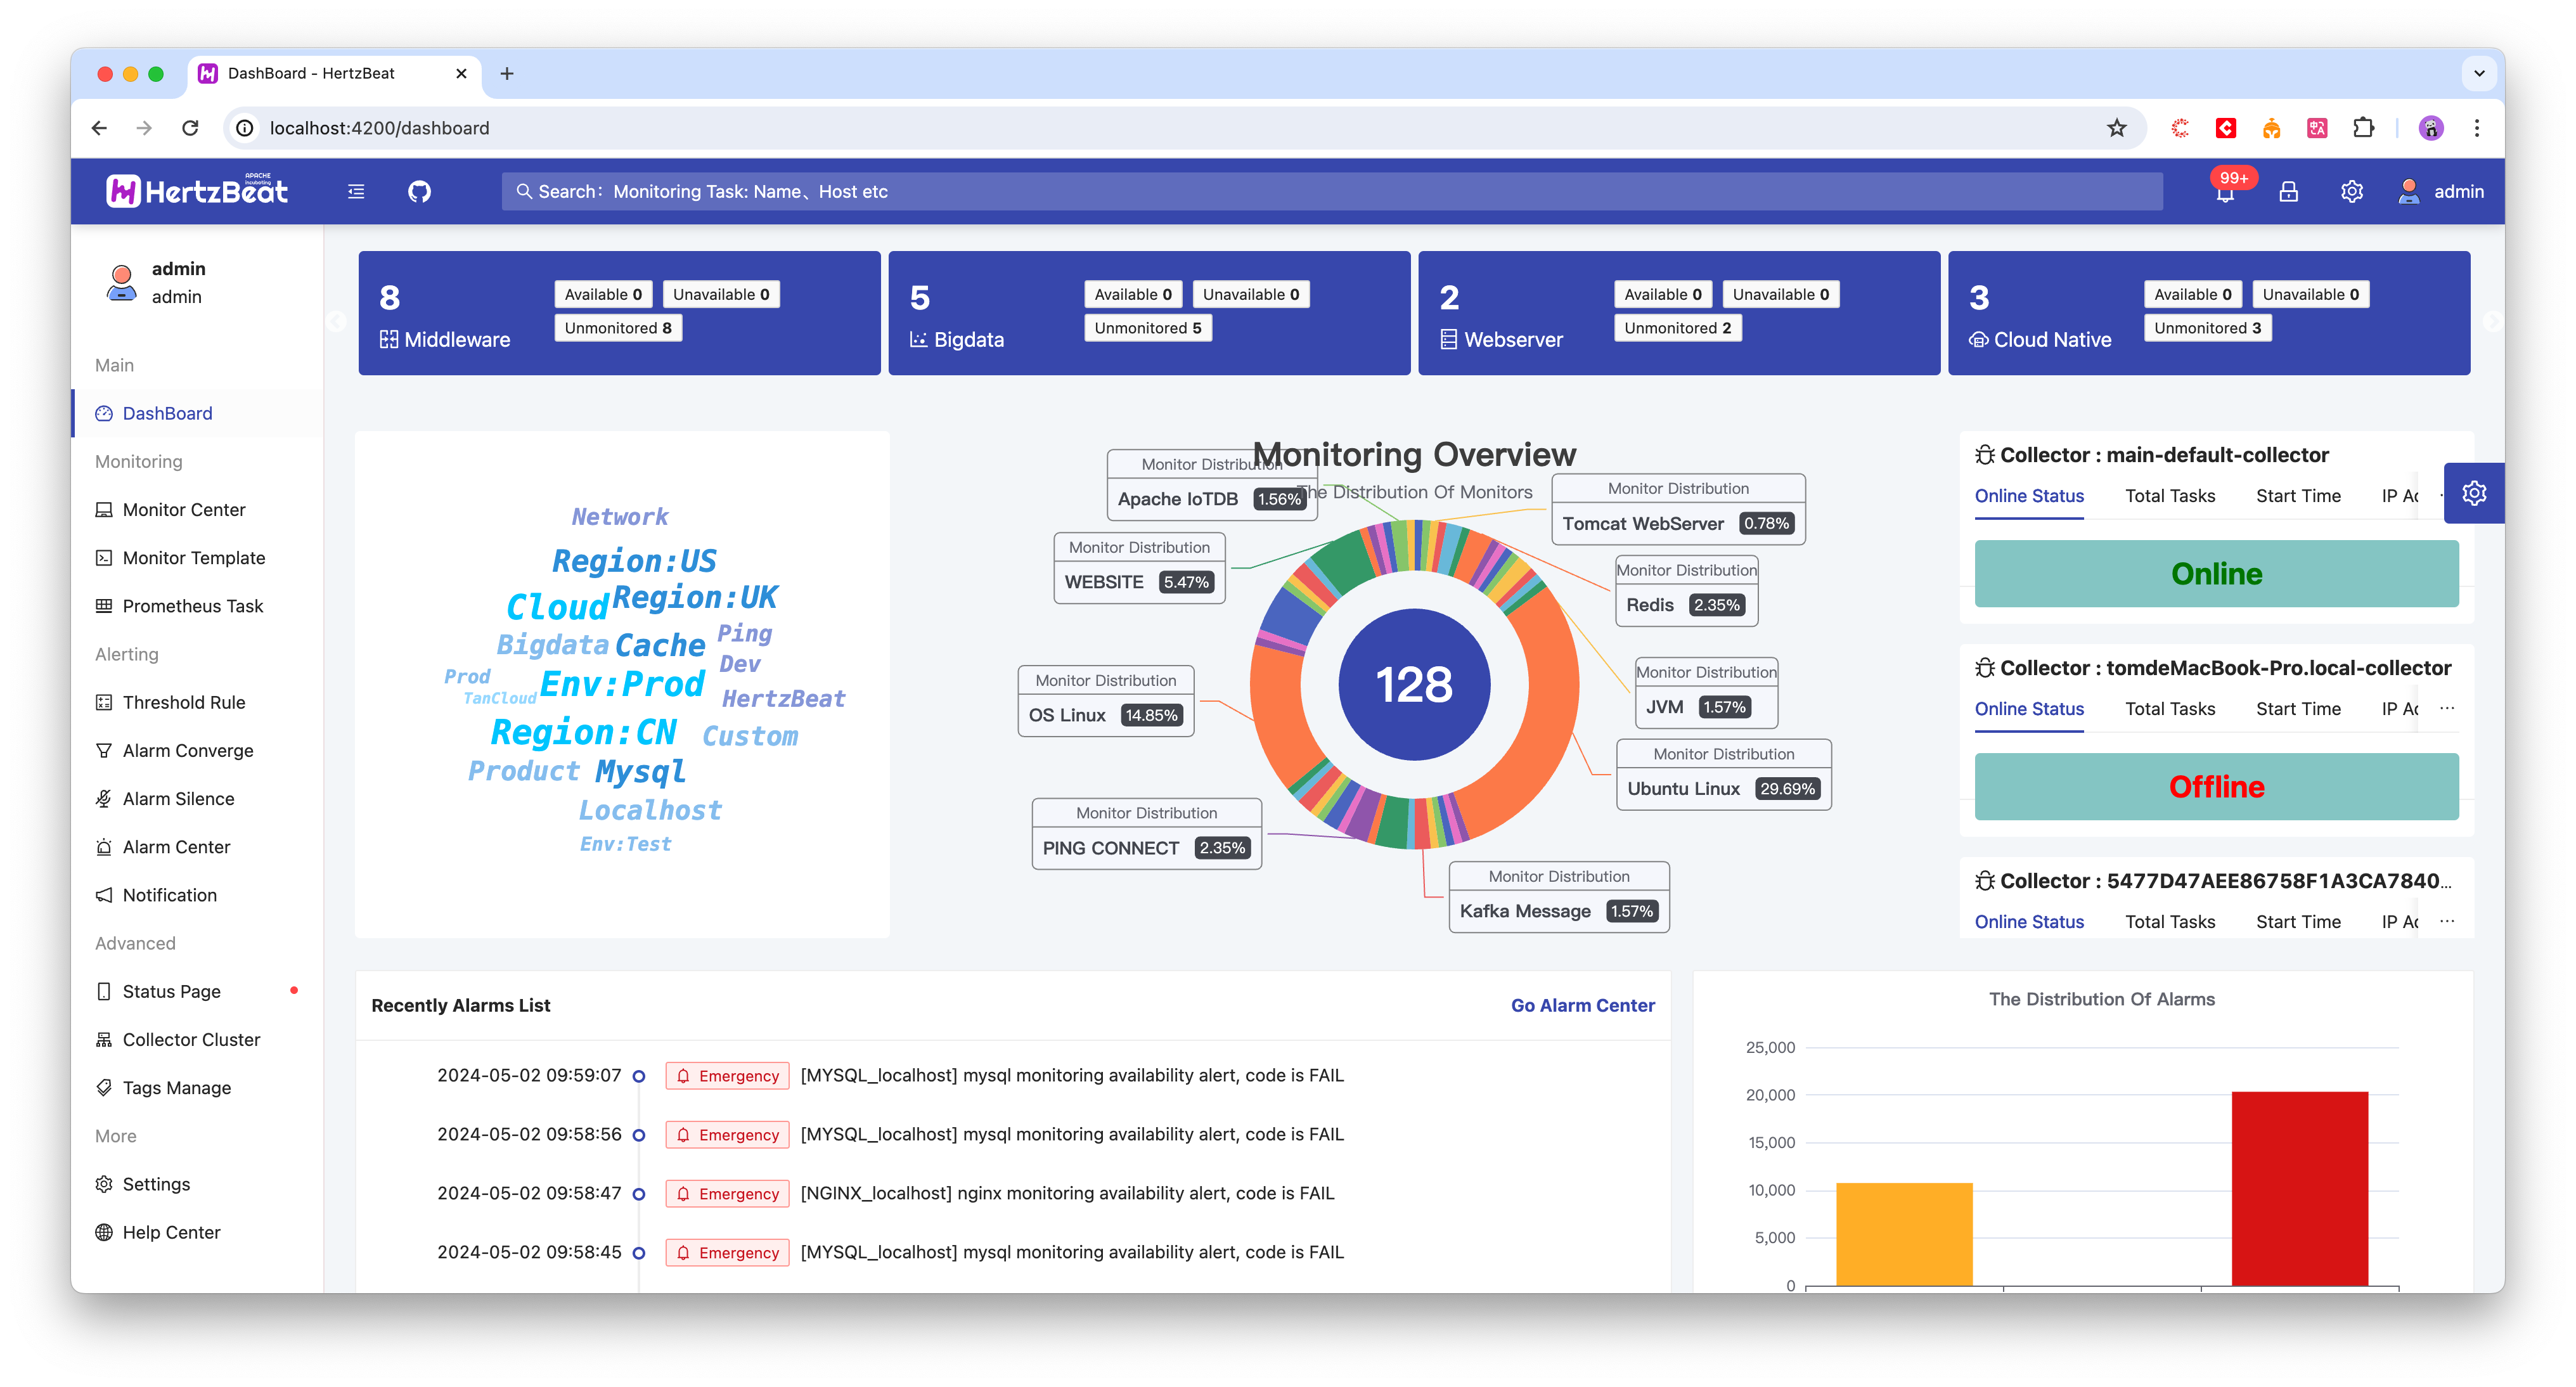 DashBoard - HertzBeat
localhost:4200/dashboard
APACHE
incubating
HertzBeat
Search: Monitoring Task: Name、Host etc
99+
admin
admin
admin
Main
DashBoard
Monitoring
Monitor Center
Monitor Template
Prometheus Task
Alerting
Threshold Rule
Alarm Converge
Alarm Silence
Alarm Center
Notification
Advanced
Status Page
Collector Cluster
Tags Manage
More
Settings
Help Center
8
Middleware
Available 0
Unavailable 0
Unmonitored 8
5
Bigdata
Available 0
Unavailable 0
Unmonitored 5
2
Webserver
Available 0
Unavailable 0
Unmonitored 2
3
Cloud Native
Available 0
Unavailable 0
Unmonitored 3
Network
Region:US
Cloud
Region:UK
Bigdata
Cache
Ping
Dev
Prod
TanCloud
Env:Prod
HertzBeat
Region:CN
Custom
Product
Mysql
Localhost
Env:Test
Monitoring Overview
The Distribution Of Monitors
Monitor Distribution
Apache IoTDB 1.56%
Monitor Distribution
Tomcat WebServer 0.78%
Monitor Distribution
WEBSITE 5.47%
Monitor Distribution
Redis 2.35%
Monitor Distribution
OS Linux 14.85%
128
Monitor Distribution
JVM 1.57%
Monitor Distribution
Ubuntu Linux 29.69%
Monitor Distribution
PING CONNECT 2.35%
Monitor Distribution
Kafka Message 1.57%
Collector : main-default-collector
Online Status Total Tasks Start Time IP Ac
Online
Collector : tomdeMacBook-Pro.local-collector
Online Status Total Tasks Start Time IP Ac ...
Offline
Collector : 5477D47AEE86758F1A3CA7840...
Online Status Total Tasks Start Time IP Ac ...
Recently Alarms List
Go Alarm Center
2024-05-02 09:59:07 Emergency [MYSQL_localhost] mysql monitoring availability alert, code is FAIL
2024-05-02 09:58:56 Emergency [MYSQL_localhost] mysql monitoring availability alert, code is FAIL
2024-05-02 09:58:47 Emergency [NGINX_localhost] nginx monitoring availability alert, code is FAIL
2024-05-02 09:58:45 Emergency [MYSQL_localhost] mysql monitoring availability alert, code is FAIL
The Distribution Of Alarms
25,000
20,000
15,000
10,000
5,000
0